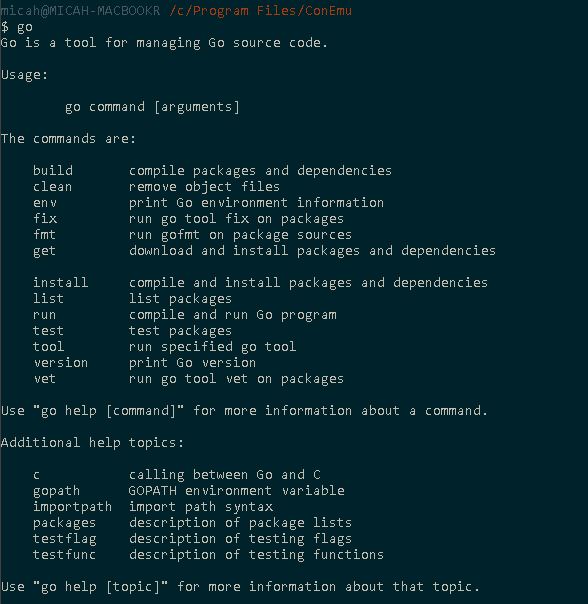 micah@MICAH-MACBOOKR /c/Program Files/ConEmu
$ go
Go is a tool for managing Go source code.

Usage:

        go command [arguments]

The commands are:

    build       compile packages and dependencies
    clean       remove object files
    env         print Go environment information
    fix         run go tool fix on packages
    fmt         run gofmt on package sources
    get         download and install packages and dependencies

    install     compile and install packages and dependencies
    list        list packages
    run         compile and run Go program
    test        test packages
    tool        run specified go tool
    version     print Go version
    vet         run go tool vet on packages

Use "go help [command]" for more information about a command.

Additional help topics:

    c           calling between Go and C
    gopath      GOPATH environment variable
    importpath  import path syntax
    packages    description of package lists
    testflag    description of testing flags
    testfunc    description of testing functions

Use "go help [topic]" for more information about that topic.